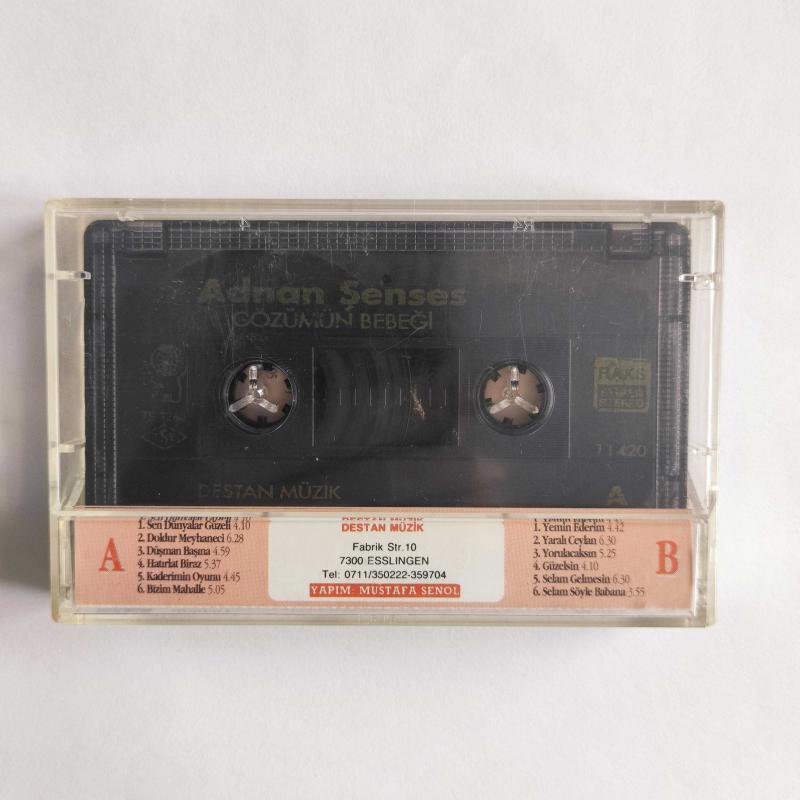 Adnan Şenses
GÖZÜMÜN BEBEĞİ
RAKS
STEREO
71420
DESTAN MÜZİK
A
A
1. Sen Dünyalar Güzeli 4.10
2. Doldur Meyhaneci 6.28
3. Düşman Başına 4.59
4. Hatırlat Biraz 5.37
5. Kaderimin Oyunu 4.45
6. Bizim Mahalle 5.05
DESTAN MÜZİK
Fabrik Str.10
7300 ESSLINGEN
Tel: 0711/350222-359704
YAPIM: MUSTAFA SENOL
1. Yemin Ederim 4.42
2. Yaralı Ceylan 6.30
3. Yorulacaksın 5.25
4. Güzelsin 4.10
5. Selam Gelmesin 6.30
6. Selam Söyle Babana 3.55
B